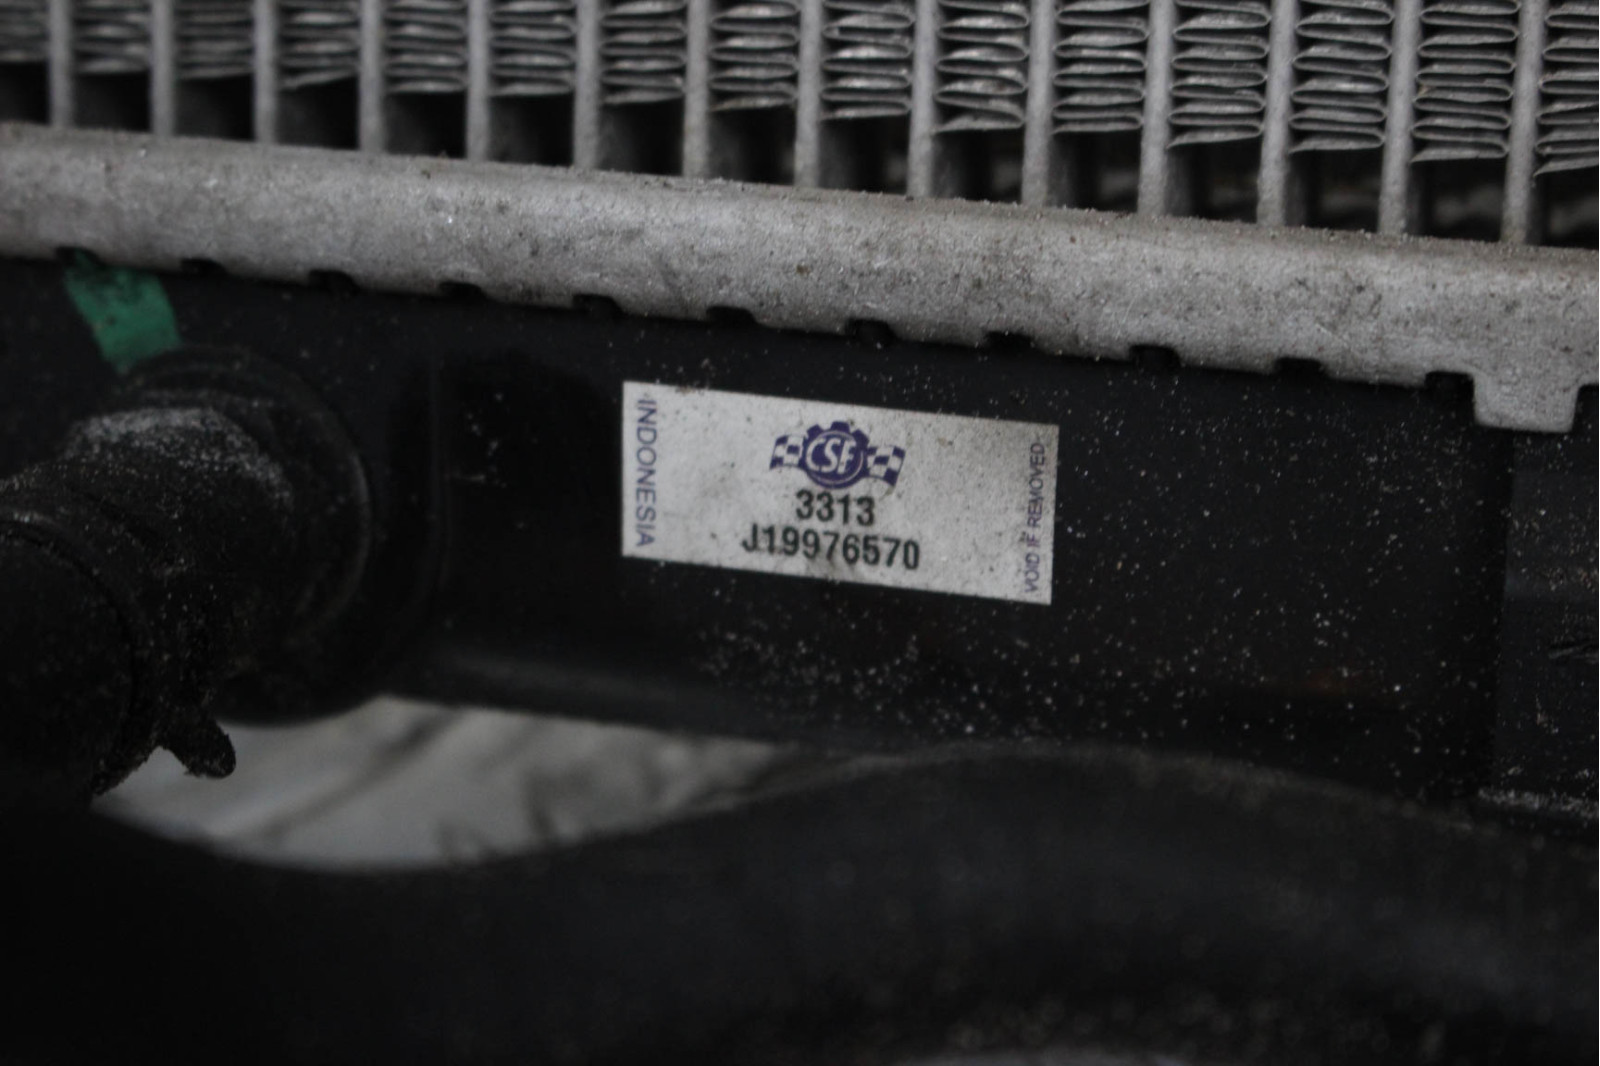 INDONESIA
CSF
3313
J19976570
VOID IF REMOVED